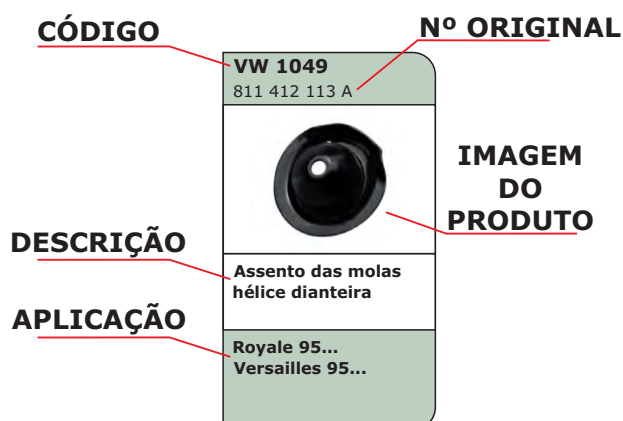 CÓDIGO
Nº ORIGINAL
VW 1049
811 412 113 A
IMAGEM
DO
PRODUTO
DESCRIÇÃO
Assento das molas
hélice dianteira
APLICAÇÃO
Royale 95...
Versailles 95...